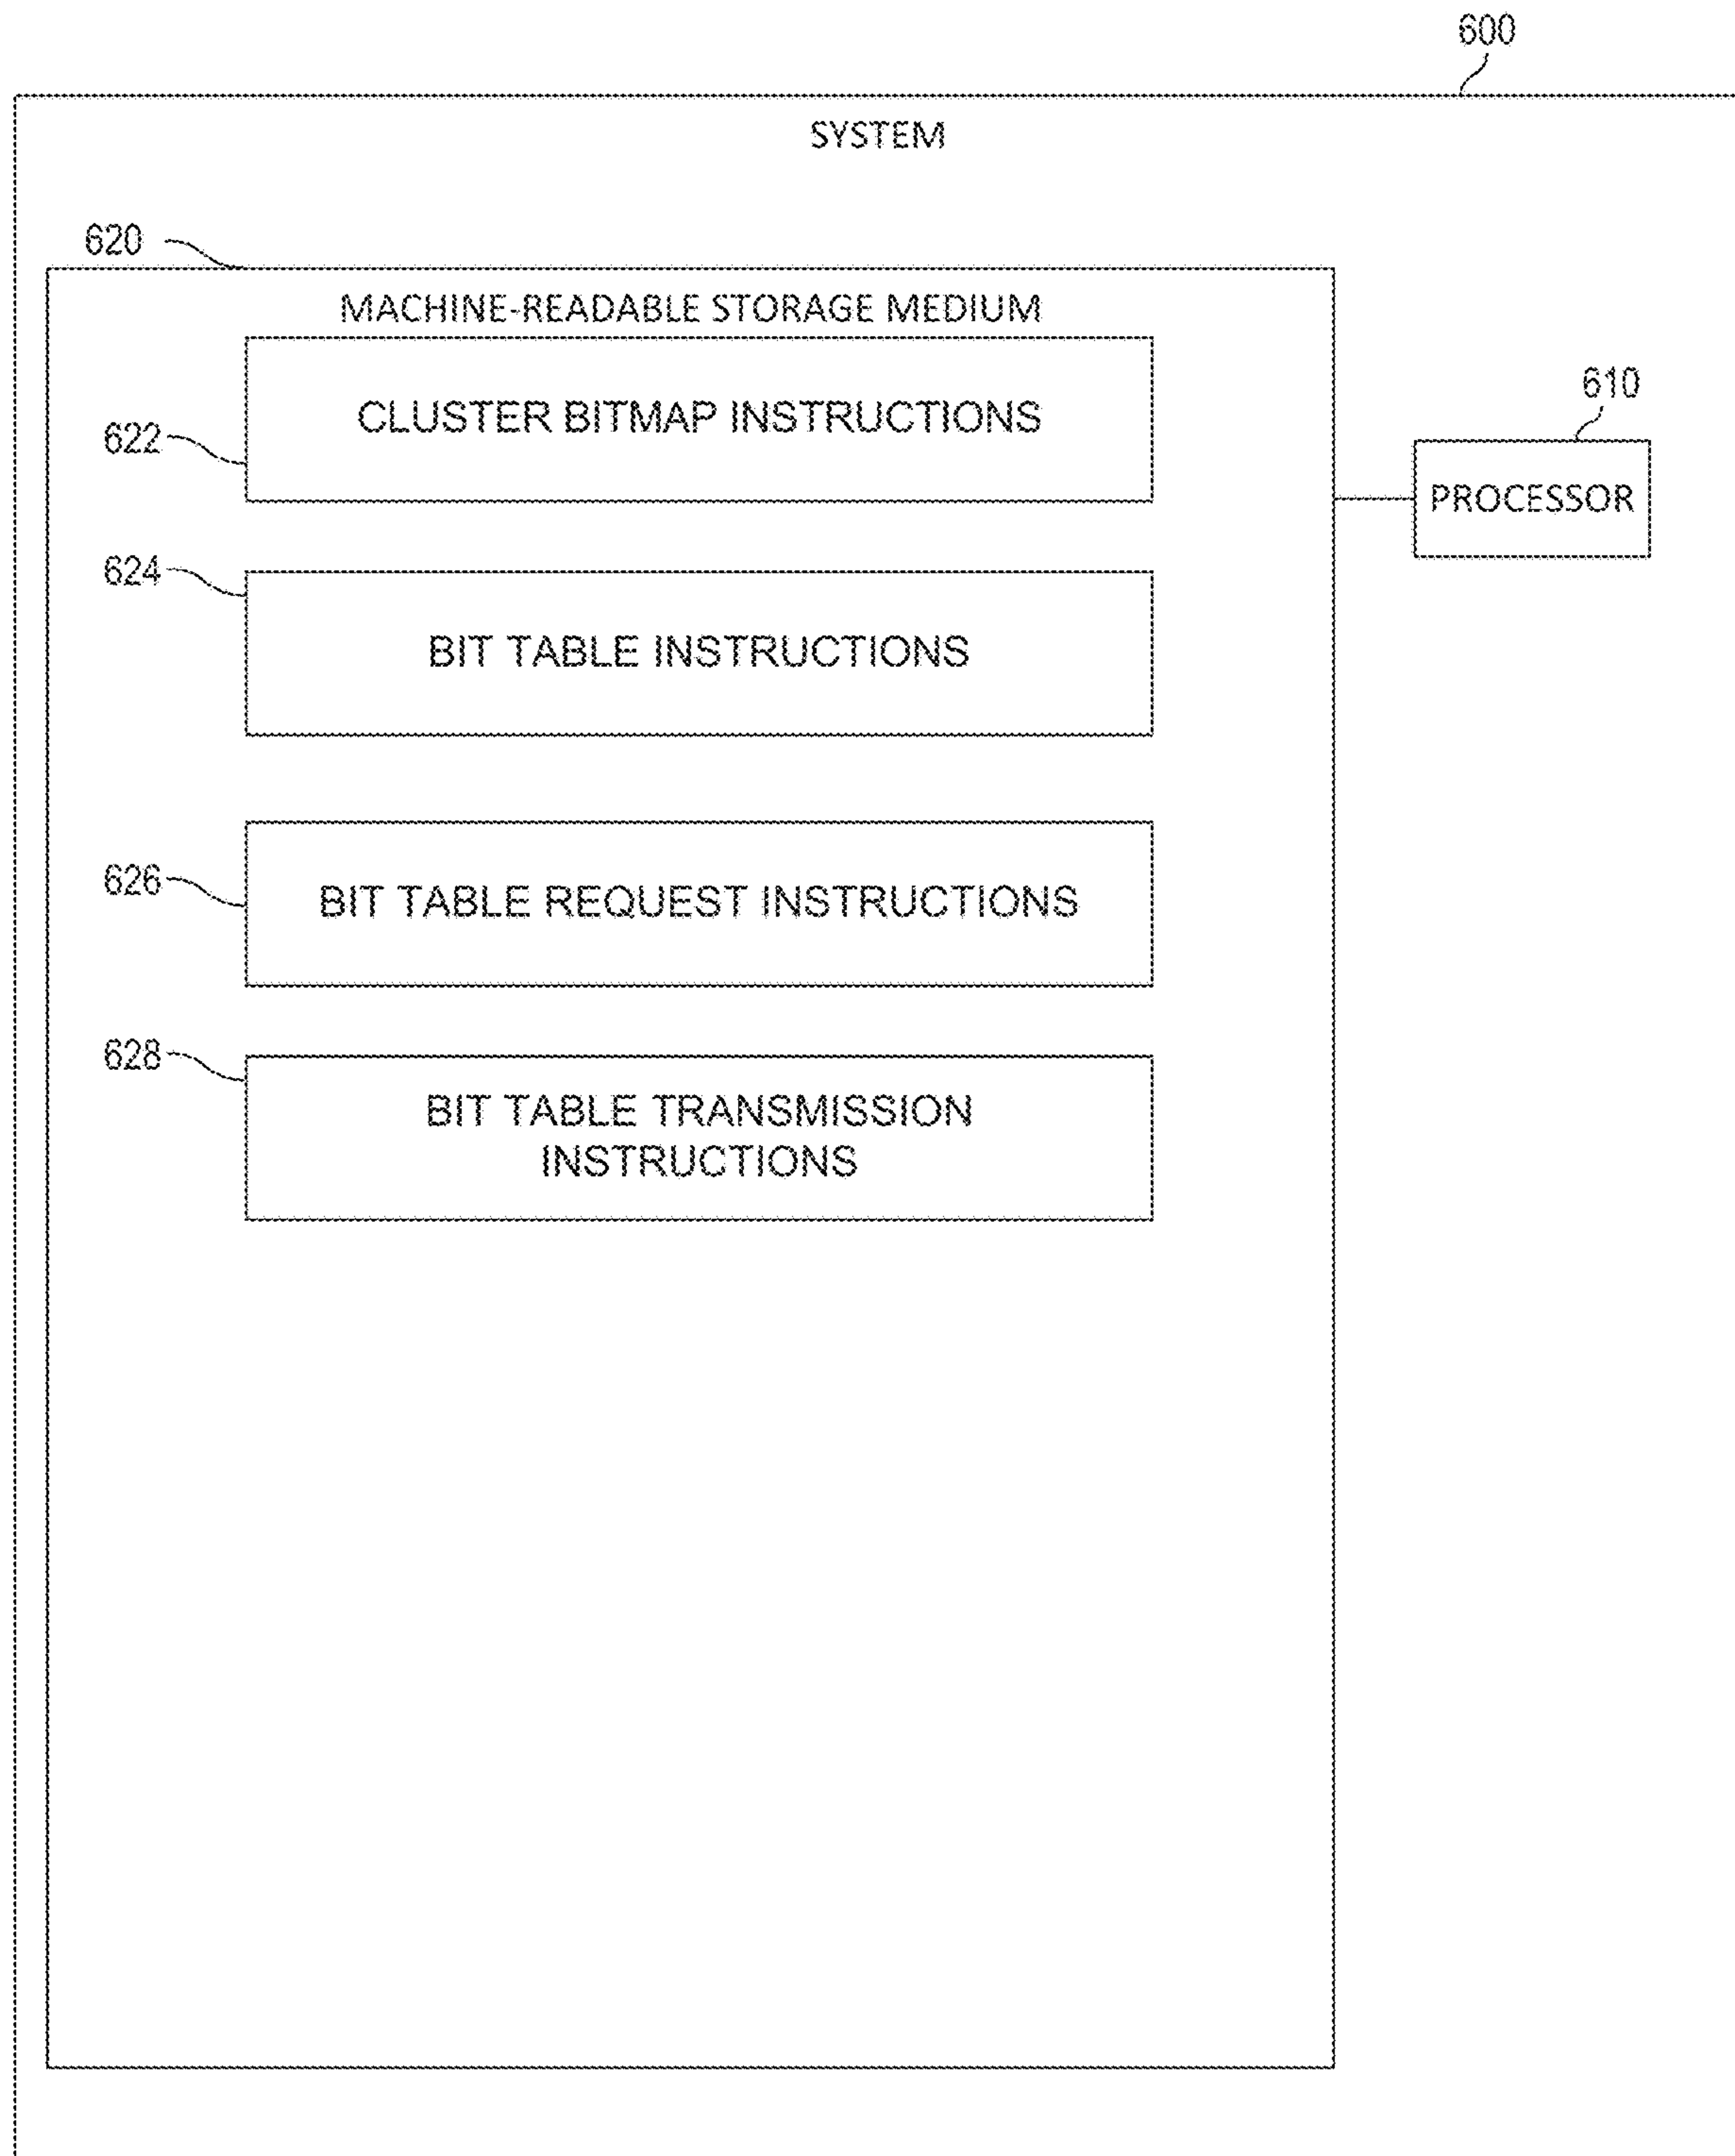 600
SYSTEM
620
MACHINE-READABLE STORAGE MEDIUM
CLUSTER BITMAP INSTRUCTIONS
622
610
PROCESSOR
624
BIT TABLE INSTRUCTIONS
626
BIT TABLE REQUEST INSTRUCTIONS
628
BIT TABLE TRANSMISSION
INSTRUCTIONS